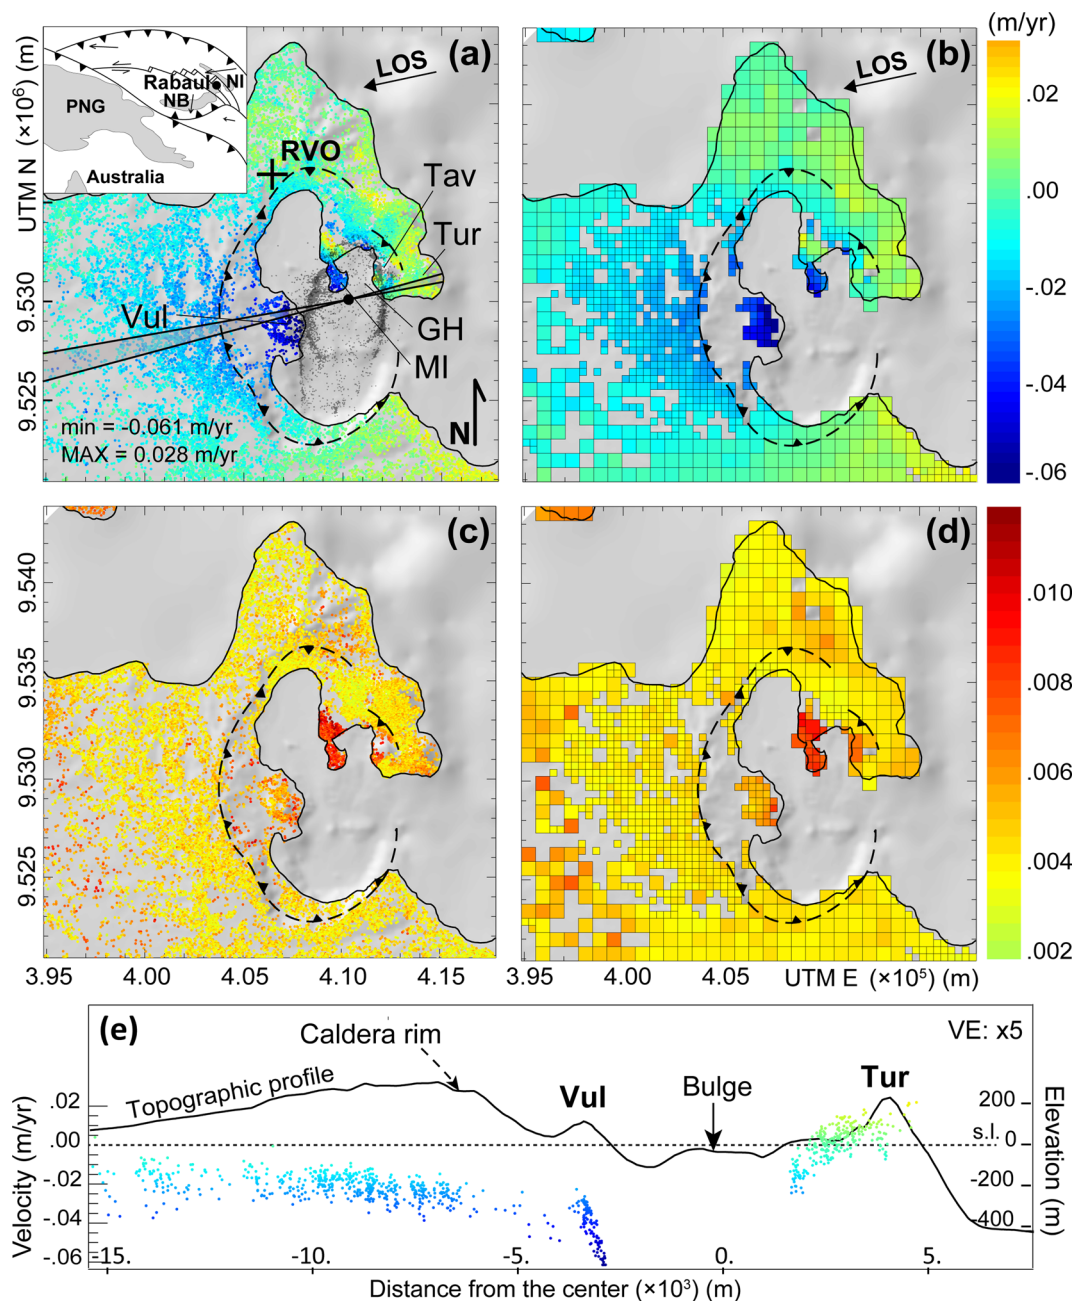 (a)
LOS
Rabaul
NI
NB
PNG
Australia
RVO
Tav
Tur
Vul
GH
MI
N
min = -0.061 m/yr
MAX = 0.028 m/yr
UTM N (×10⁶) (m)
9.530
9.525
(b)
LOS
(m/yr)
.02
.00
-.02
-.04
-.06
(c)
9.540
9.535
9.530
9.525
3.95
4.00
4.05
4.10
4.15
(d)
3.95
4.00
4.05
UTM E (×10⁵) (m)
.010
.008
.006
.004
.002
(e)
VE: x5
Caldera rim
Topographic profile
Vul
Bulge
Tur
Velocity (m/yr)
.02
.00
-.02
-.04
-.06
s.l.
200
0
-200
-400
Elevation (m)
-15.
-10.
-5.
0.
5.
Distance from the center (×10³) (m)